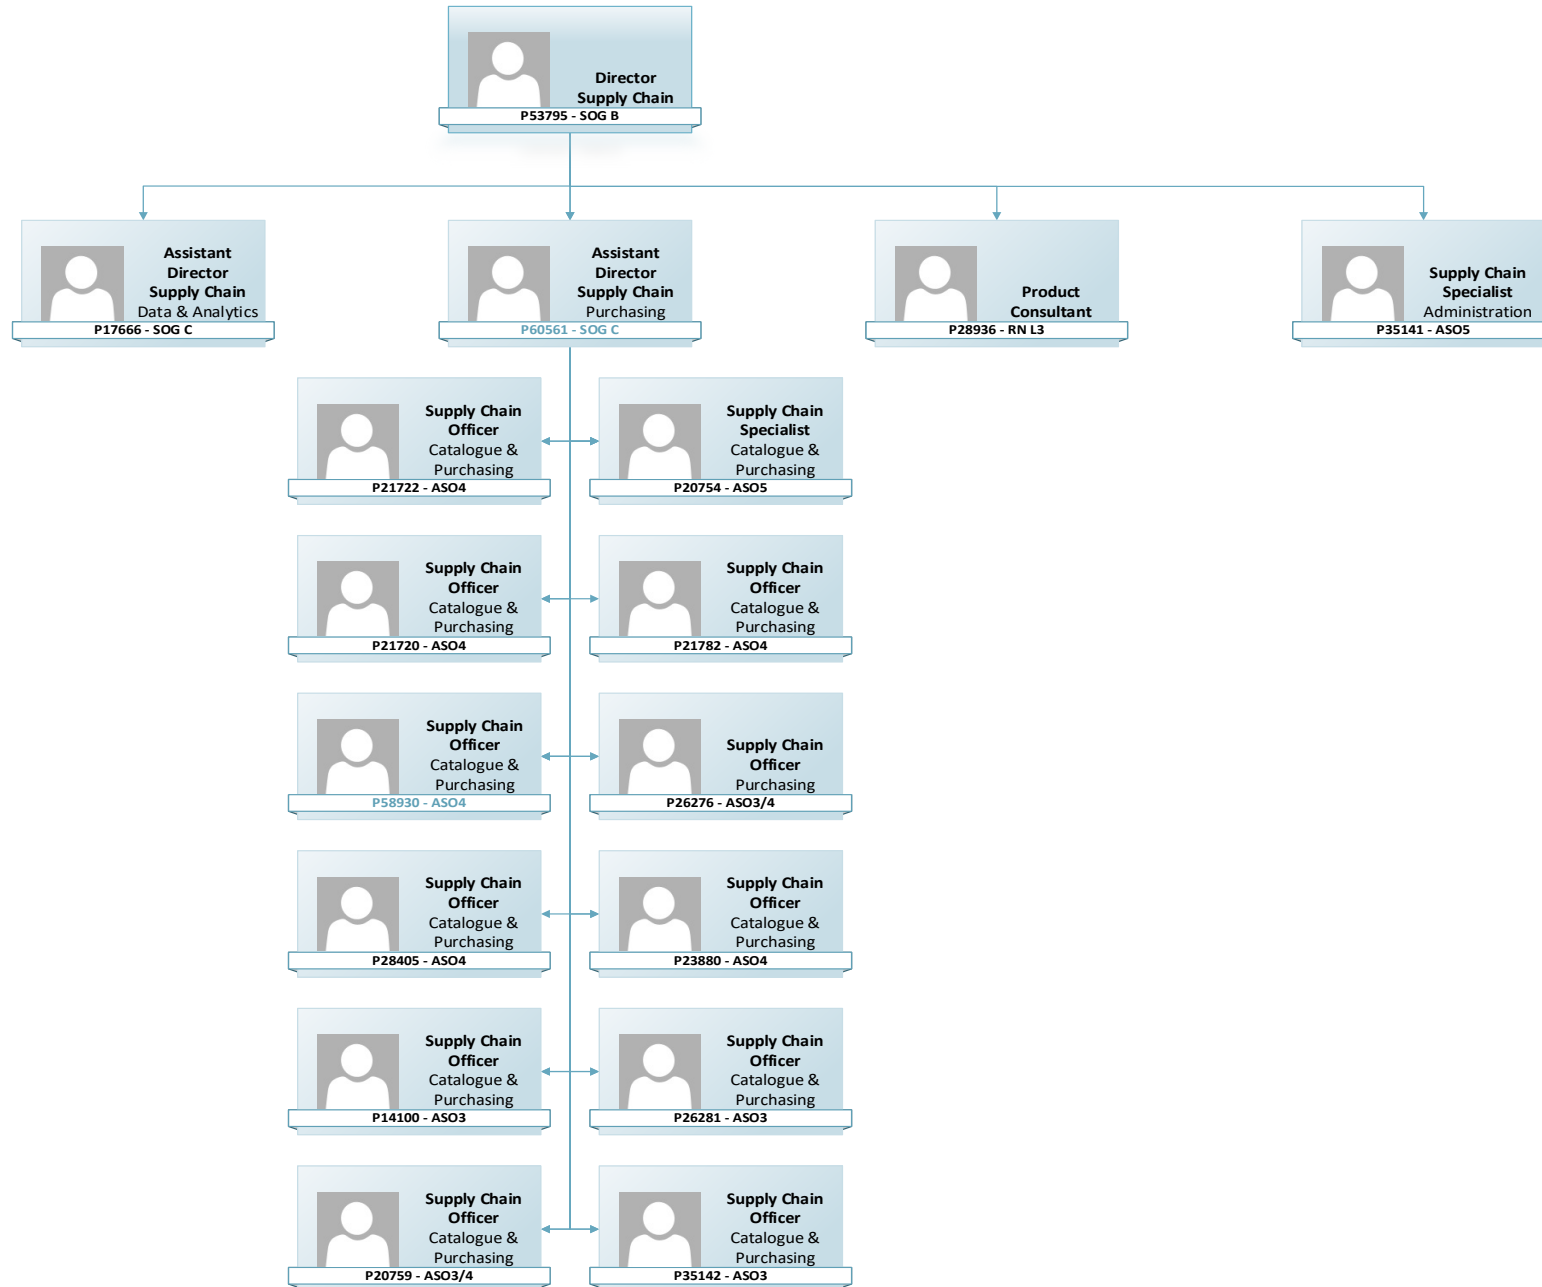 Director
Supply Chain
P53795 - SOG B
Assistant
Director
Supply Chain
Data & Analytics
P17666 - SOG C
Assistant
Director
Supply Chain
Purchasing
P60561 - SOG C
Product
Consultant
P28936 - RN L3
Supply Chain
Specialist
Administration
P35141 - ASO5
Supply Chain
Officer
Catalogue &
Purchasing
P21722 - ASO4
Supply Chain
Specialist
Catalogue &
Purchasing
P20754 - ASO5
Supply Chain
Officer
Catalogue &
Purchasing
P21720 - ASO4
Supply Chain
Officer
Catalogue &
Purchasing
P21782 - ASO4
Supply Chain
Officer
Catalogue &
Purchasing
P58930 - ASO4
Supply Chain
Officer
Purchasing
P26276 - ASO3/4
Supply Chain
Officer
Catalogue &
Purchasing
P28405 - ASO4
Supply Chain
Officer
Catalogue &
Purchasing
P23880 - ASO4
Supply Chain
Officer
Catalogue &
Purchasing
P14100 - ASO3
Supply Chain
Officer
Catalogue &
Purchasing
P26281 - ASO3
Supply Chain
Officer
Catalogue &
Purchasing
P20759 - ASO3/4
Supply Chain
Officer
Catalogue &
Purchasing
P35142 - ASO3